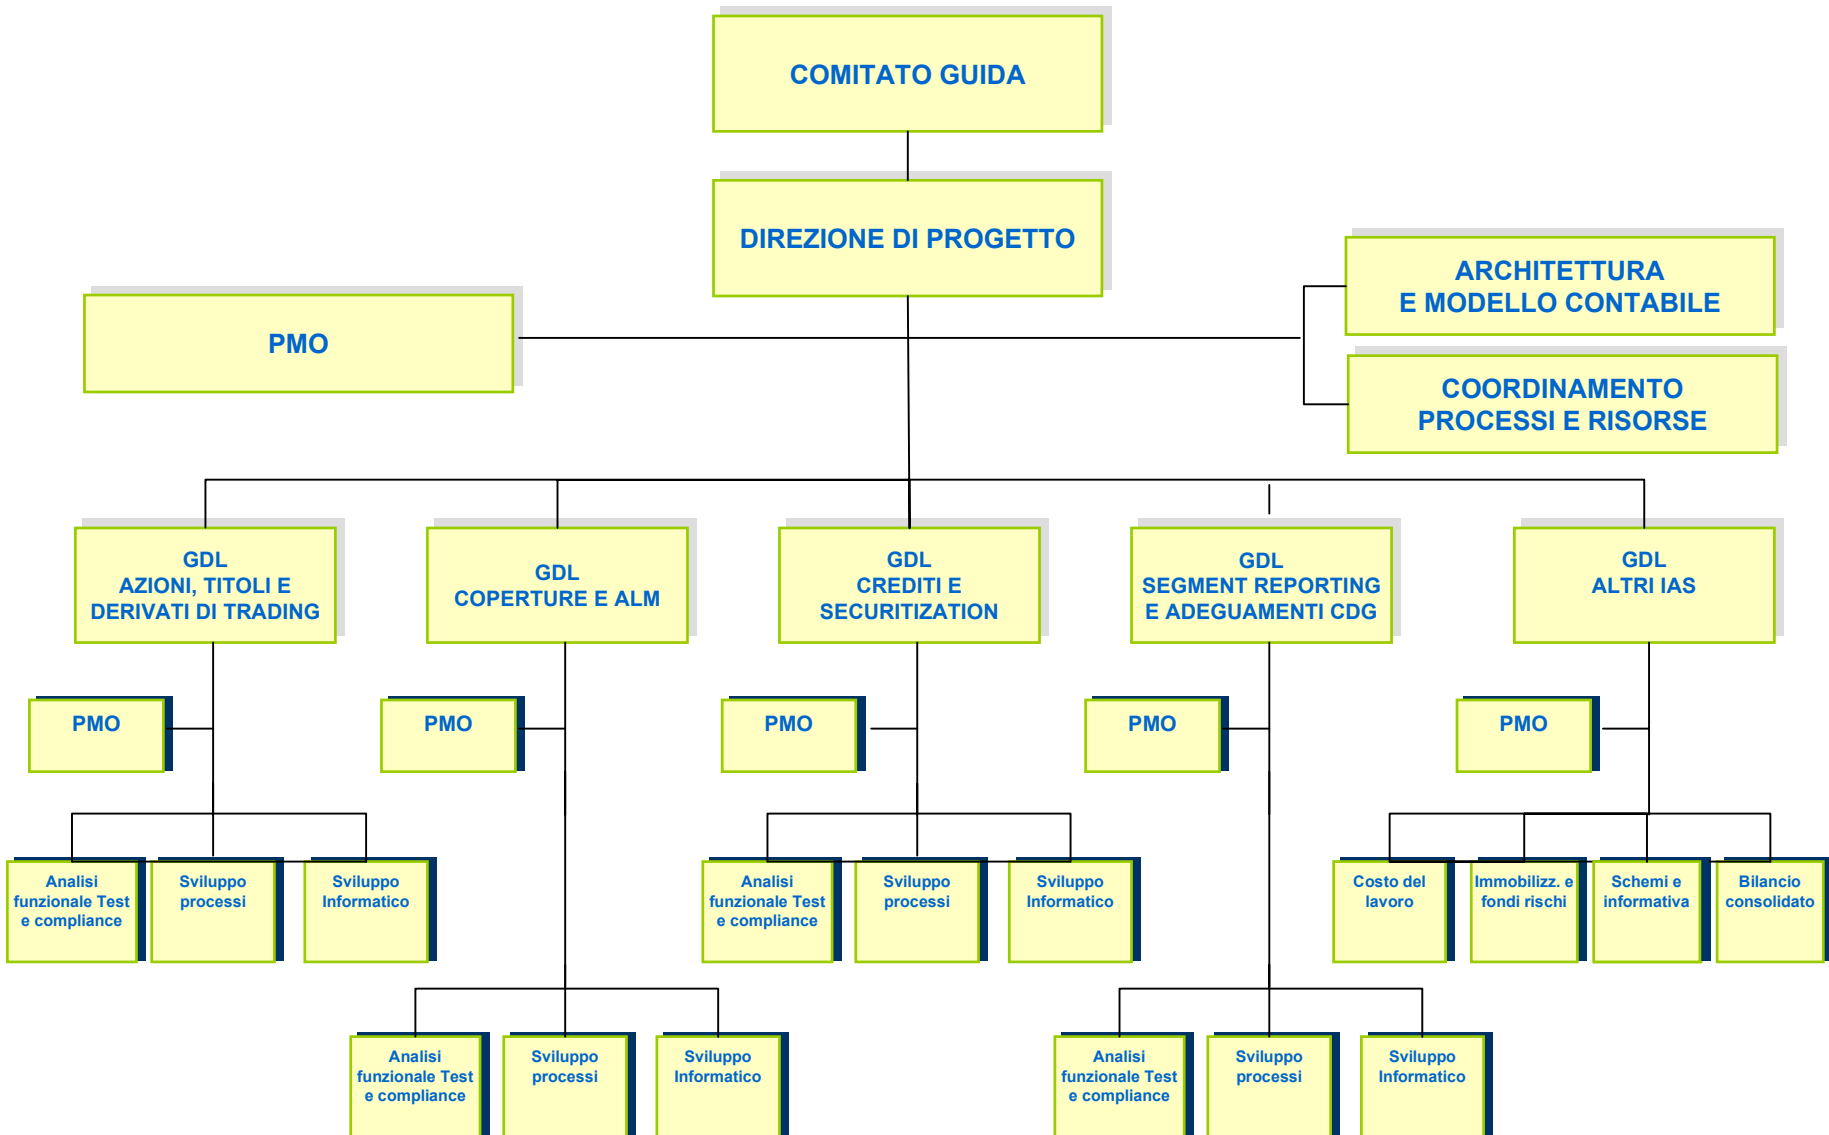 COMITATO GUIDA
DIREZIONE DI PROGETTO
ARCHITETTURA
E MODELLO CONTABILE
PMO
COORDINAMENTO
PROCESSI E RISORSE
GDL
AZIONI, TITOLI E
DERIVATI DI TRADING
GDL
COPERTURE E ALM
GDL
CREDITI E
SECURITIZATION
GDL
SEGMENT REPORTING
E ADEGUAMENTI CDG
GDL
ALTRI IAS
PMO
PMO
PMO
PMO
PMO
Analisi
funzionale Test
e compliance
Sviluppo
processi
Sviluppo
Informatico
Analisi
funzionale Test
e compliance
Sviluppo
processi
Sviluppo
Informatico
Costo del
lavoro
Immobilizz. e
fondi rischi
Schemi e
informativa
Bilancio
consolidato
Analisi
funzionale Test
e compliance
Sviluppo
processi
Sviluppo
Informatico
Analisi
funzionale Test
e compliance
Sviluppo
processi
Sviluppo
Informatico